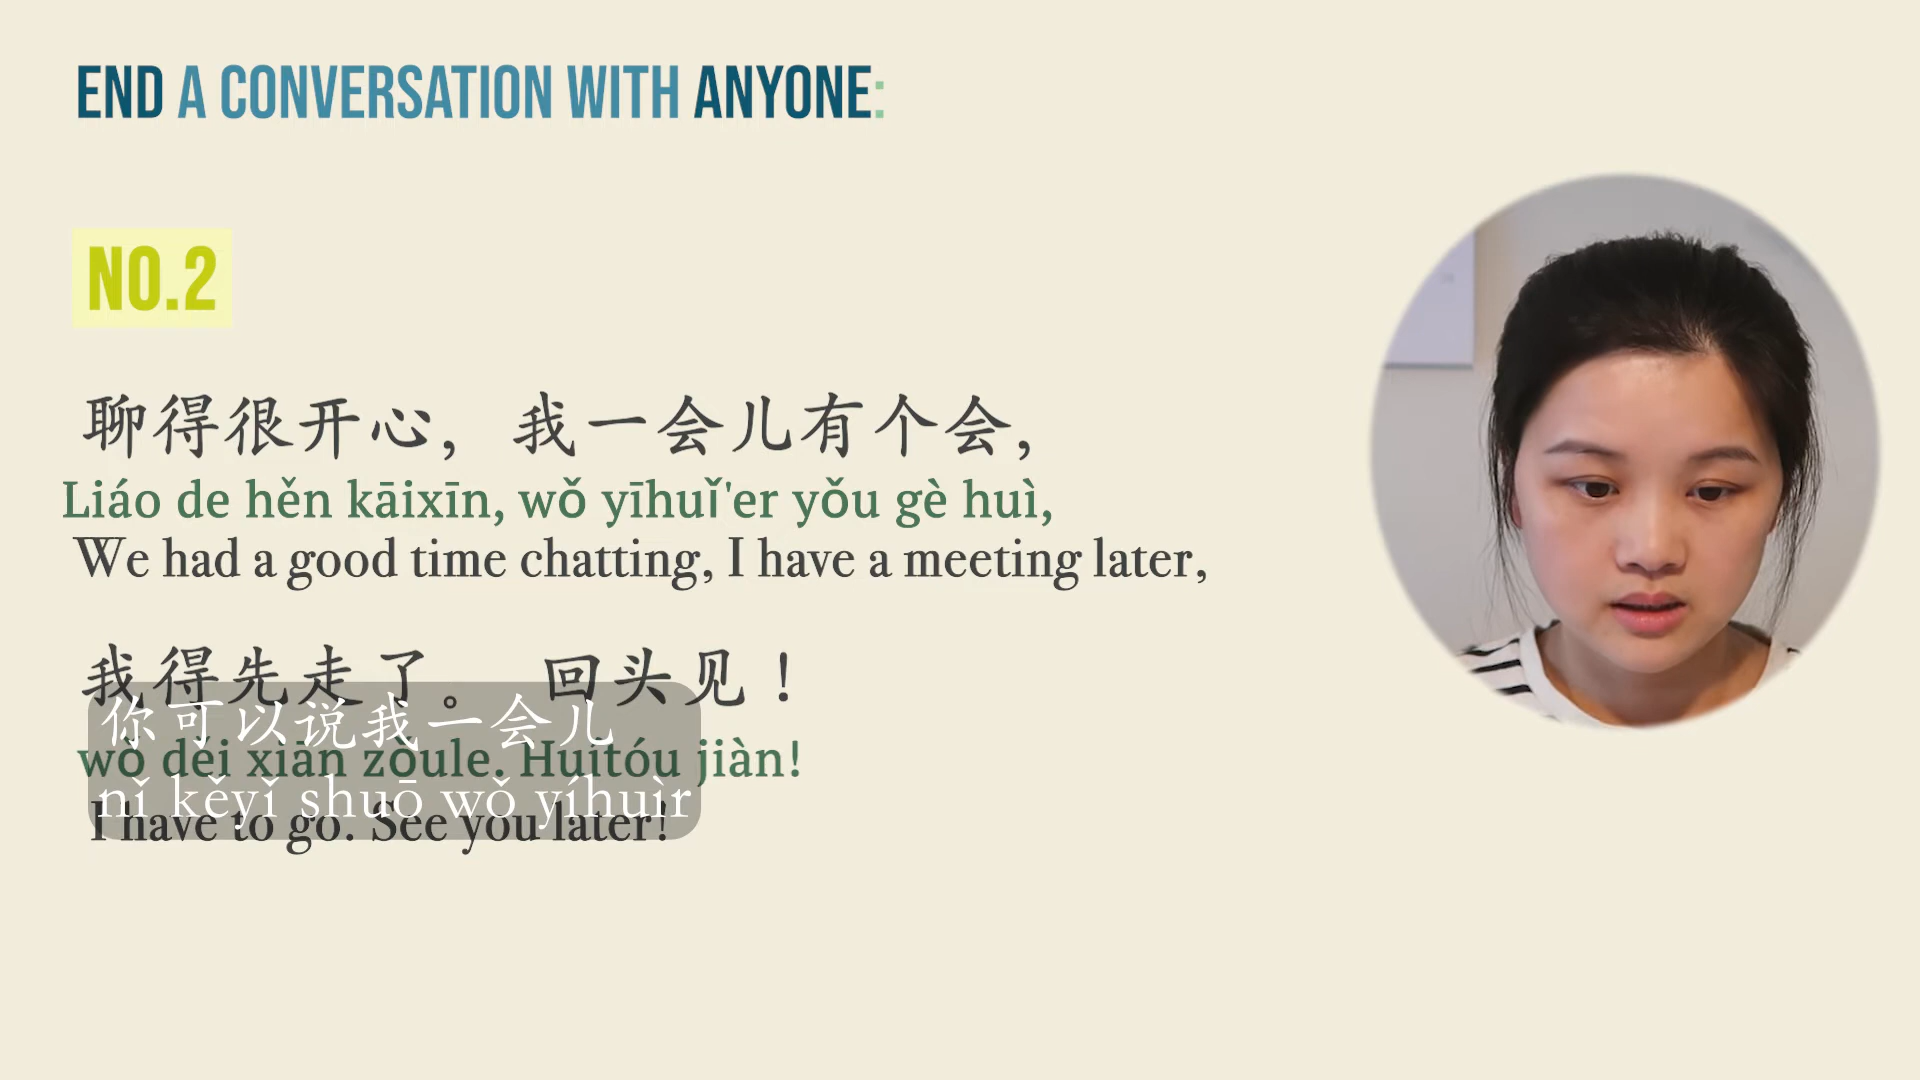 END A CONVERSATION WITH ANYONE:
NO.2
聊得很开心，我一会儿有个会，
Liáo de hěn kāixīn, wǒ yīhuǐ'er yǒu gè huì,
We had a good time chatting, I have a meeting later,
我得先走了。 回头见！
你可以说我一会儿
wǒ děi xiān zǒule. Huítóu jiàn!
nǐ kěyǐ shuō wǒ yíhuìr
I have to go. See you later!